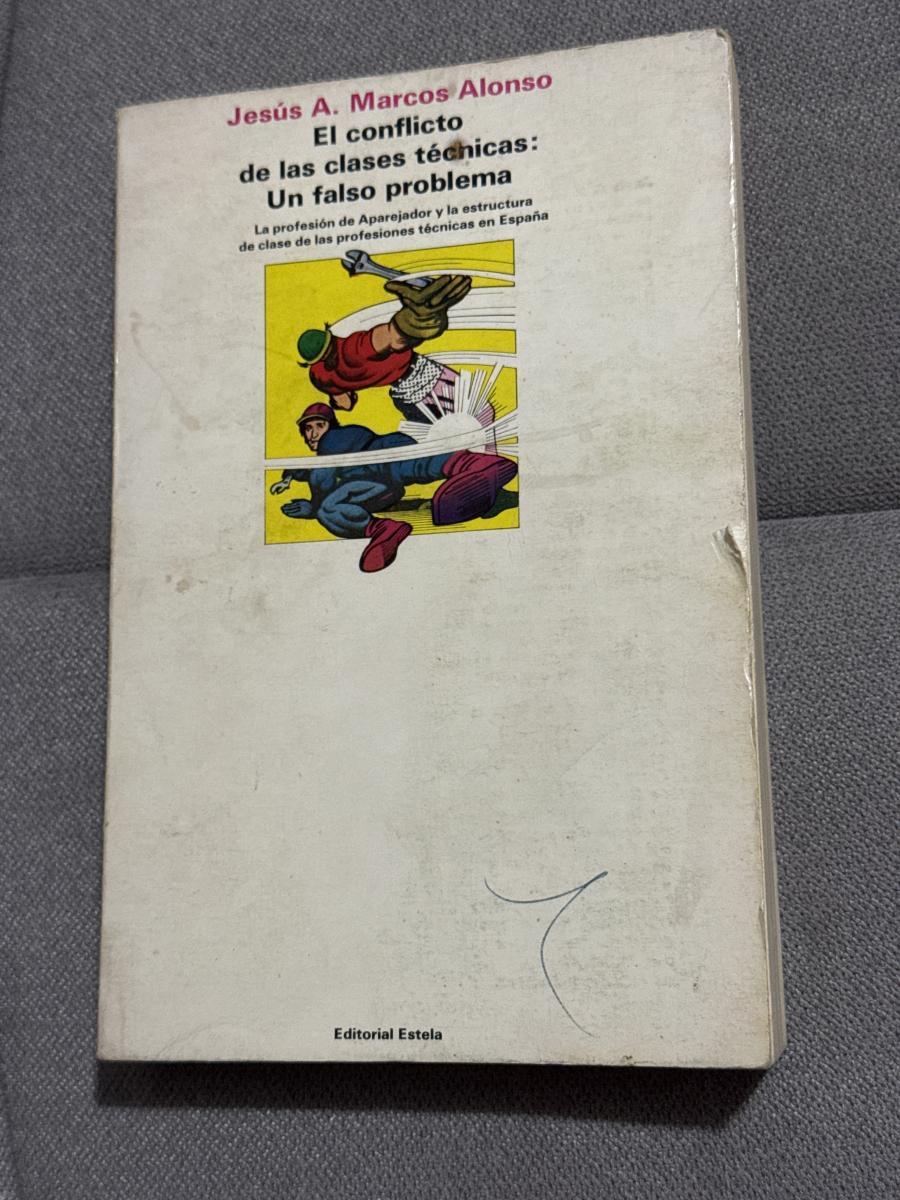 Jesús A. Marcos Alonso
El conflicto
de las clases técnicas:
Un falso problema
La profesión de Aparejador y la estructura
de clase de las profesiones técnicas en España
Editorial Estela